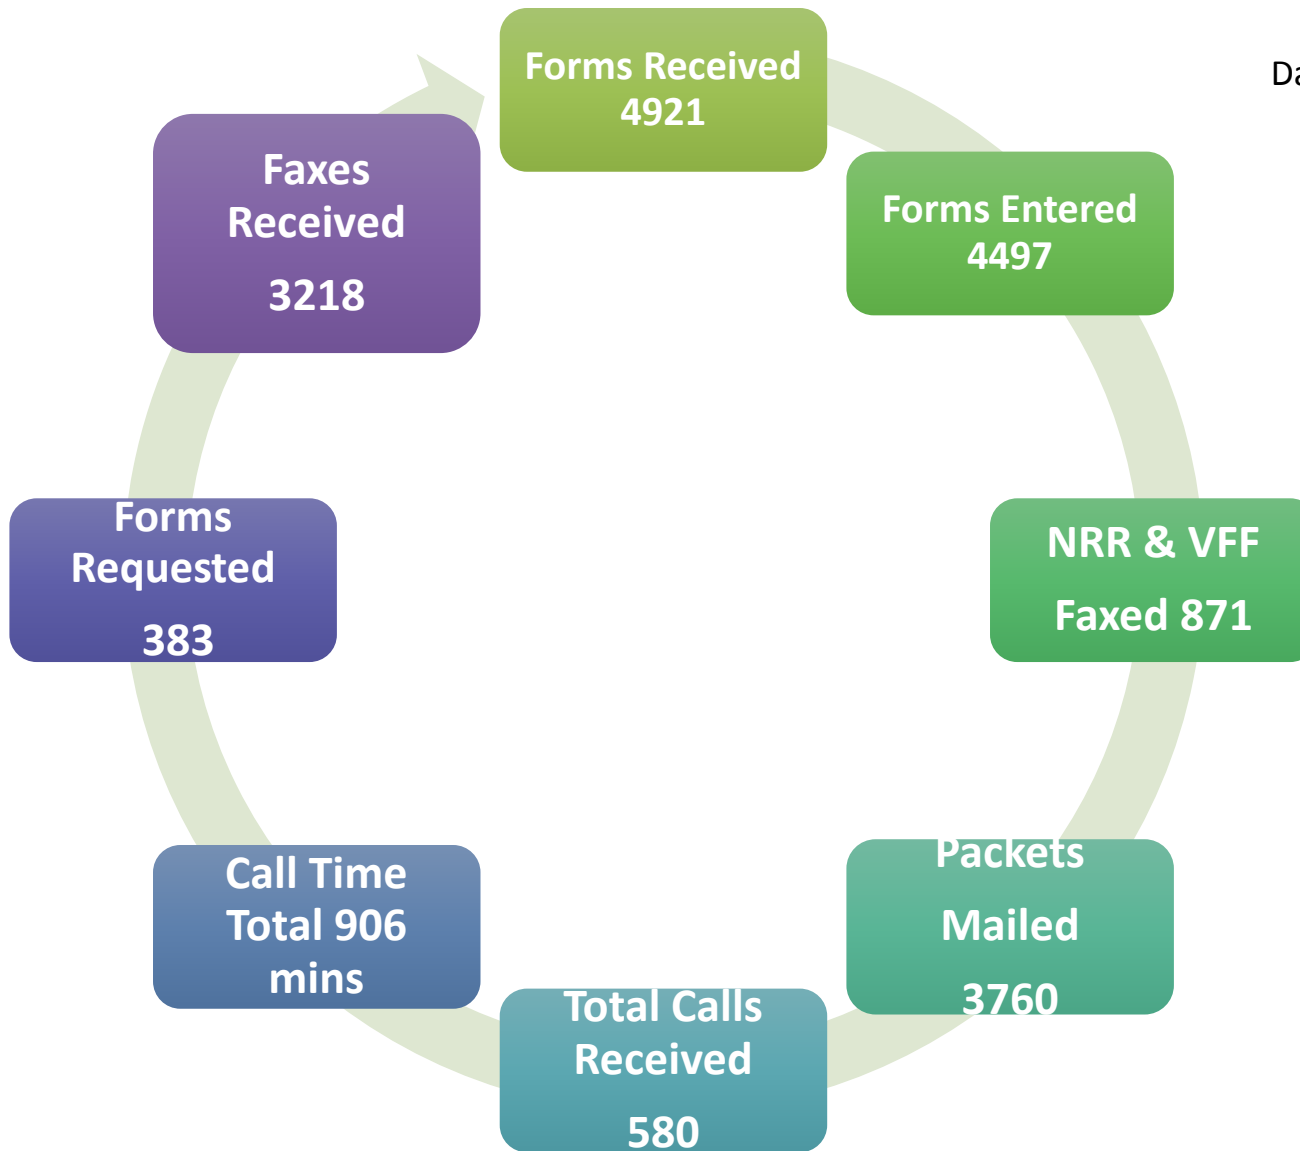 Forms Received
4921
Da
Forms Entered
4497
NRR & VFF
Faxed 871
Packets
Mailed
3760
Total Calls
Received
580
Call Time
Total 906
mins
Forms
Requested
383
Faxes
Received
3218